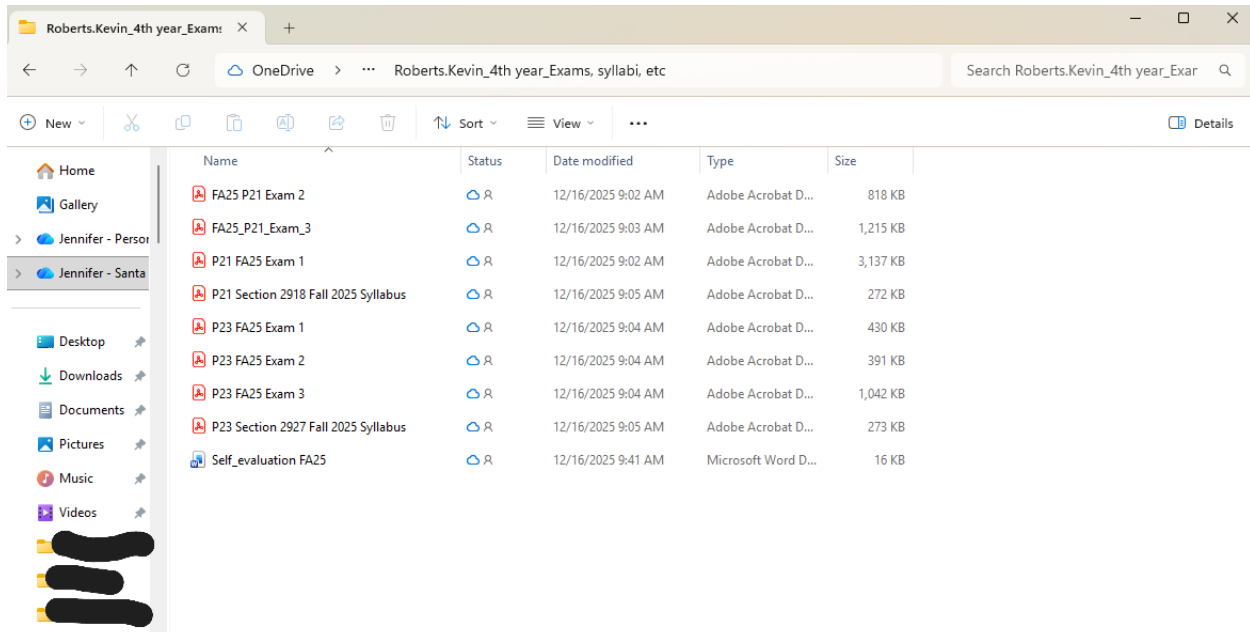 Roberts.Kevin_4th year_Exams
OneDrive > ... Roberts.Kevin_4th year_Exams, syllabi, etc
Search Roberts.Kevin_4th year_Exar
New Sort View ... Details
Name Status Date modified Type Size
Home
Gallery
Jennifer - Person
Jennifer - Santa
Desktop
Downloads
Documents
Pictures
Music
Videos
FA25 P21 Exam 2 12/16/2025 9:02 AM Adobe Acrobat D... 818 KB
FA25_P21_Exam_3 12/16/2025 9:03 AM Adobe Acrobat D... 1,215 KB
P21 FA25 Exam 1 12/16/2025 9:02 AM Adobe Acrobat D... 3,137 KB
P21 Section 2918 Fall 2025 Syllabus 12/16/2025 9:05 AM Adobe Acrobat D... 272 KB
P23 FA25 Exam 1 12/16/2025 9:04 AM Adobe Acrobat D... 430 KB
P23 FA25 Exam 2 12/16/2025 9:04 AM Adobe Acrobat D... 391 KB
P23 FA25 Exam 3 12/16/2025 9:04 AM Adobe Acrobat D... 1,042 KB
P23 Section 2927 Fall 2025 Syllabus 12/16/2025 9:05 AM Adobe Acrobat D... 273 KB
Self_evaluation FA25 12/16/2025 9:41 AM Microsoft Word D... 16 KB